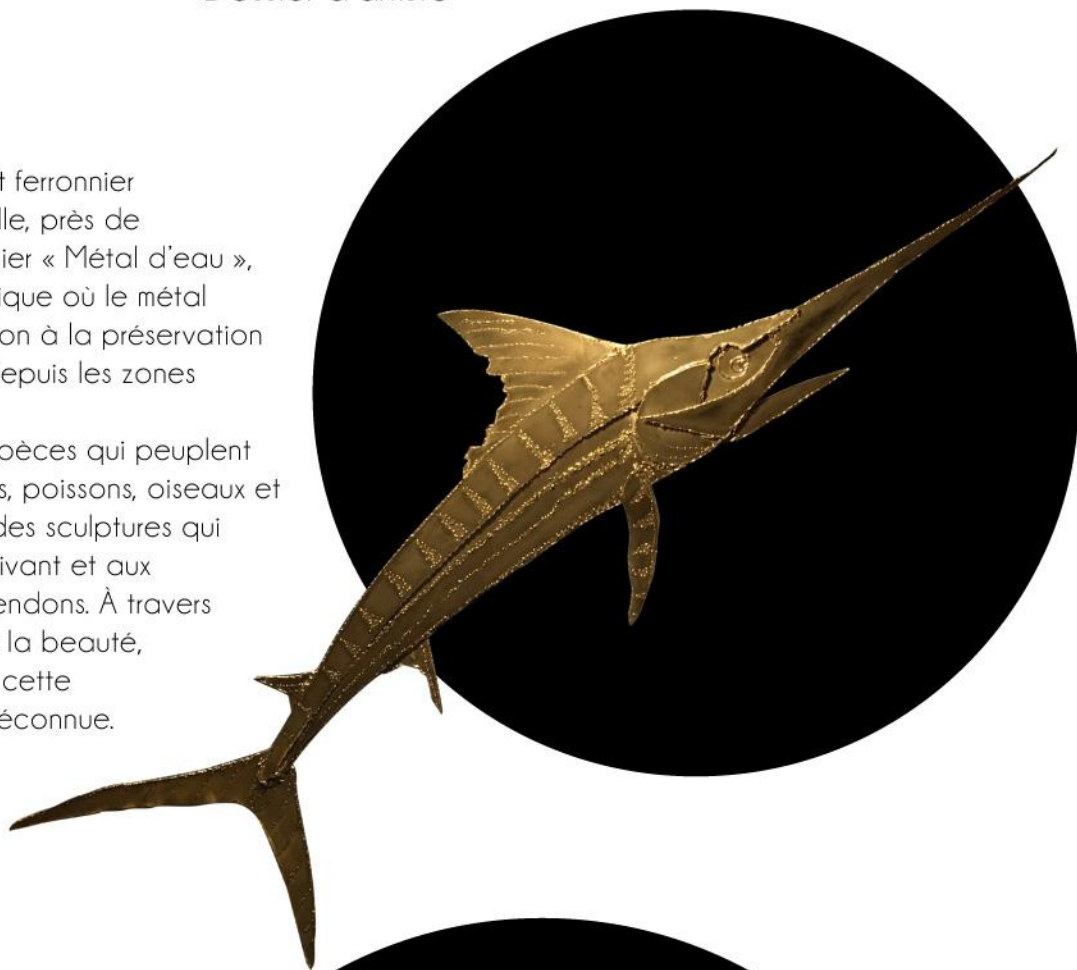 t ferronnier
lle, près de
ier « Métal d'eau »,
ique où le métal
on à la préservation
epuis les zones
pèces qui peuplent
s, poissons, oiseaux et
des sculptures qui
ivant et aux
endons. À travers
la beauté,
cette
éconnue.